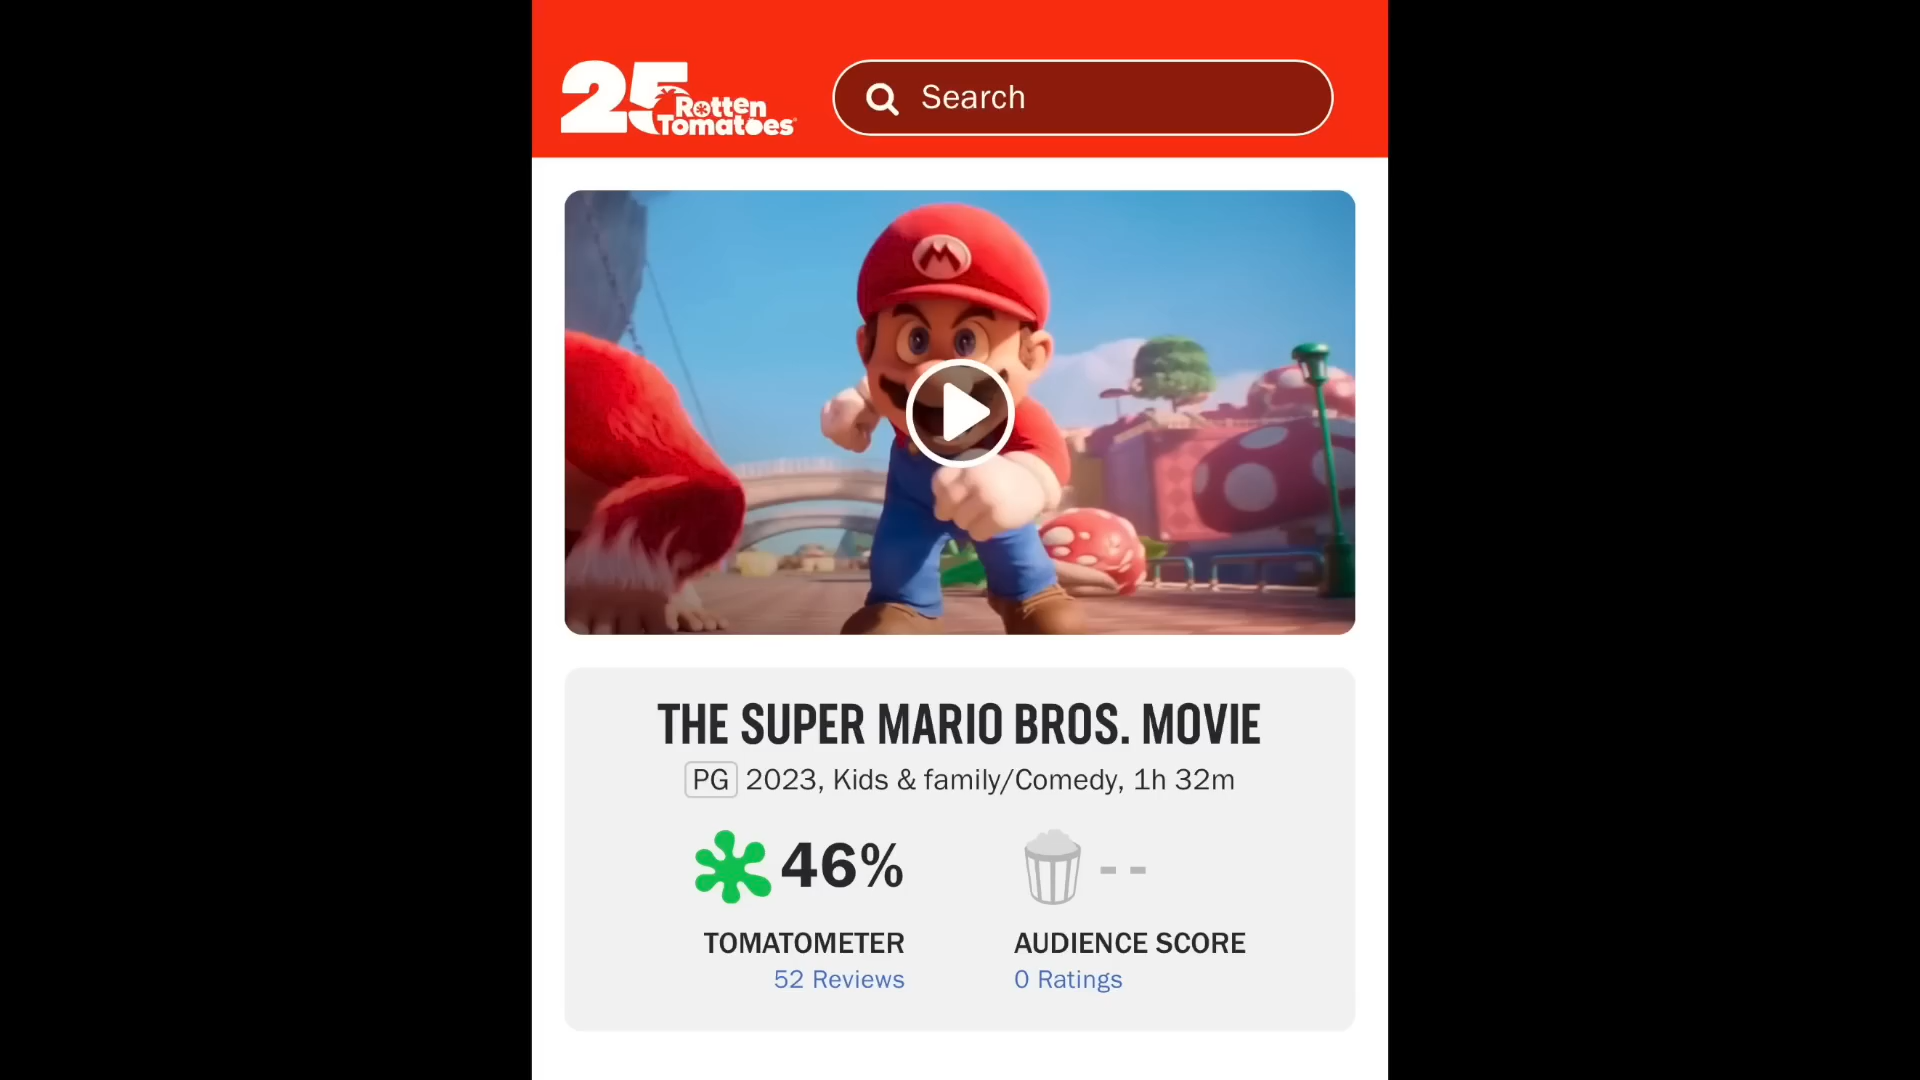 25 Rotten
Tomatoes
Search
M
THE SUPER MARIO BROS. MOVIE
PG 2023, Kids & family/Comedy, 1h 32m
46%
- -
TOMATOMETER
AUDIENCE SCORE
52 Reviews
0 Ratings